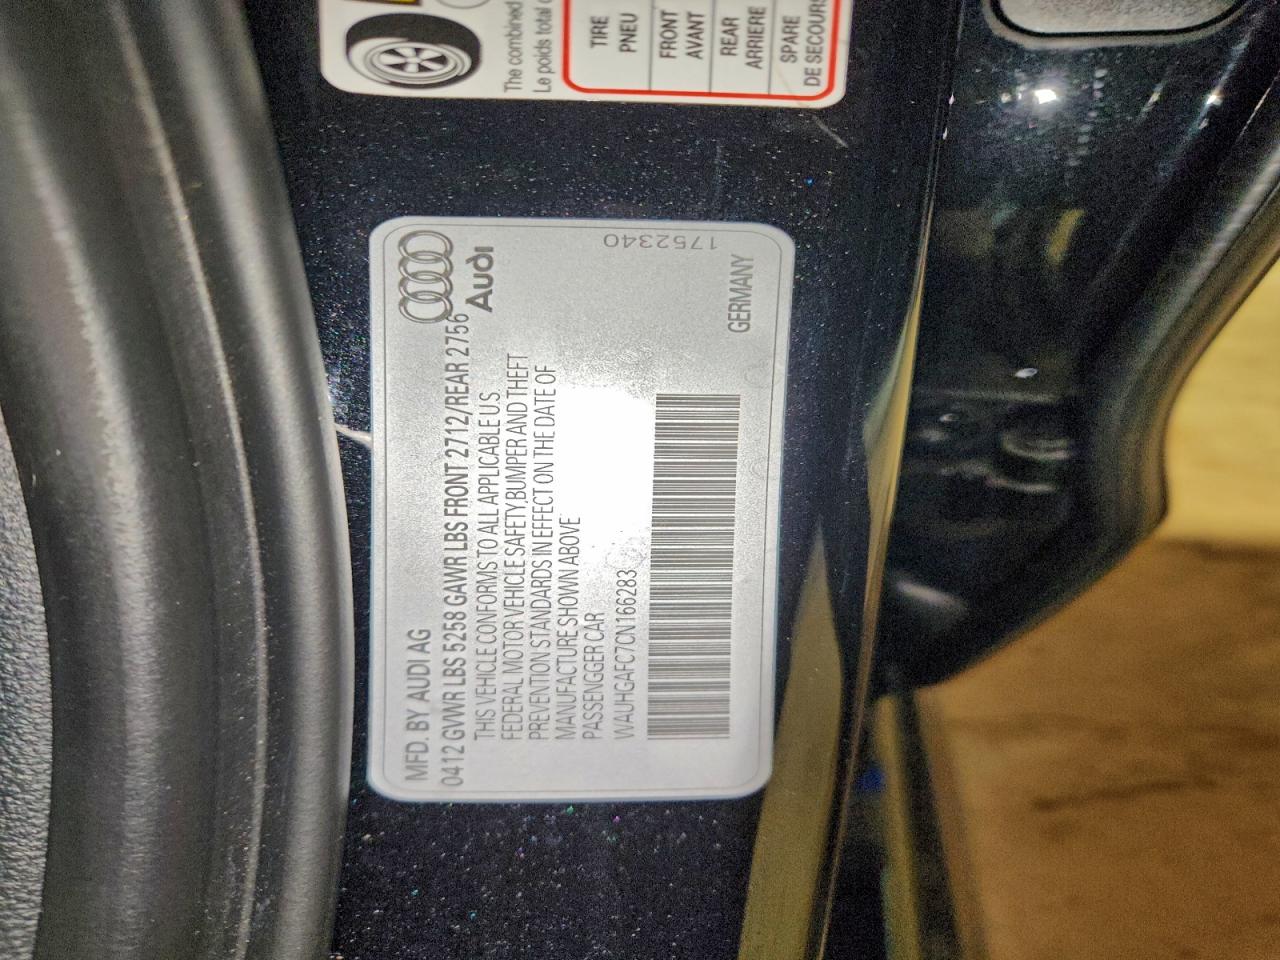 MFD. BY AUDI AG
0412 GVWR LBS 5258 GAWR LBS FRONT 2712/REAR 2756
THIS VEHICLE CONFORMS TO ALL APPLICABLE U.S
FEDERAL MOTOR VEHICLE SAFETY,BUMPER AND THEFT
PREVENTION STANDARDS IN EFFECT ON THE DATE OF
MANUFACTURE SHOWN ABOVE
PASSENGGER CAR
WAUHGAFC7CN166283
Audi
GERMANY
1752340
The combined
Le poids total
TIRE
PNEU
FRONT
AVANT
REAR
ARRIERE
SPARE
DE SECOURS